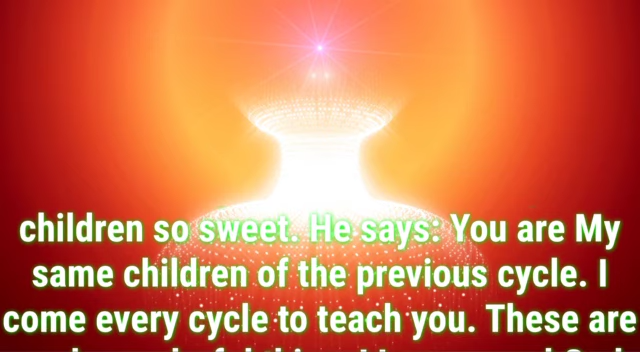 children so sweet. He says: You are My
same children of the previous cycle. I
come every cycle to teach you. These are